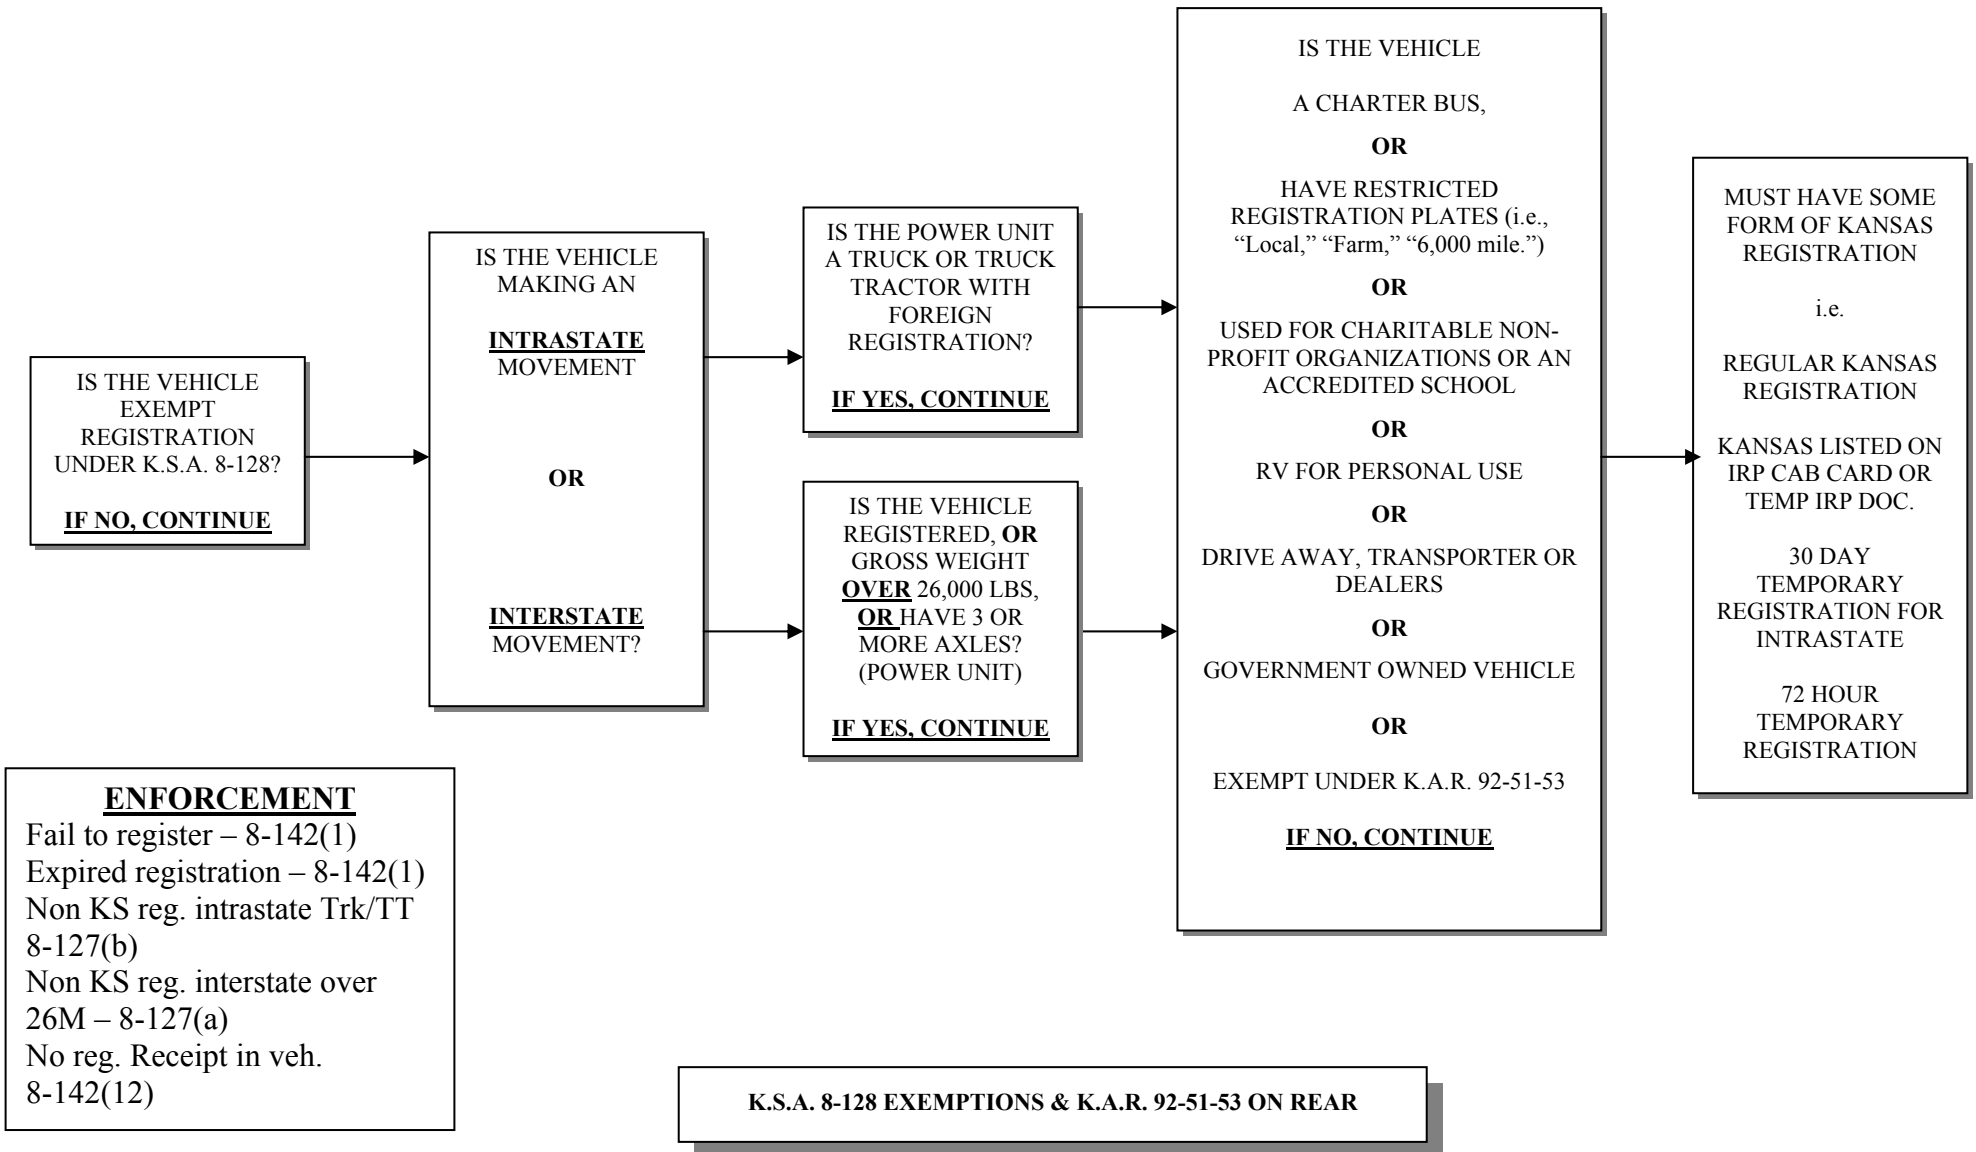 IS THE VEHICLE
EXEMPT
REGISTRATION
UNDER K.S.A. 8-128?
IF NO, CONTINUE
IS THE VEHICLE
MAKING AN
INTRASTATE
MOVEMENT
OR
INTERSTATE
MOVEMENT?
IS THE POWER UNIT
A TRUCK OR TRUCK
TRACTOR WITH
FOREIGN
REGISTRATION?
IF YES, CONTINUE
IS THE VEHICLE
REGISTERED, OR
GROSS WEIGHT
OVER 26,000 LBS,
OR HAVE 3 OR
MORE AXLES?
(POWER UNIT)
IF YES, CONTINUE
IS THE VEHICLE
A CHARTER BUS,
OR
HAVE RESTRICTED
REGISTRATION PLATES (i.e.,
“Local,” “Farm,” “6,000 mile.”)
OR
USED FOR CHARITABLE NON-
PROFIT ORGANIZATIONS OR AN
ACCREDITED SCHOOL
OR
RV FOR PERSONAL USE
OR
DRIVE AWAY, TRANSPORTER OR
DEALERS
OR
GOVERNMENT OWNED VEHICLE
OR
EXEMPT UNDER K.A.R. 92-51-53
IF NO, CONTINUE
MUST HAVE SOME
FORM OF KANSAS
REGISTRATION
i.e.
REGULAR KANSAS
REGISTRATION
KANSAS LISTED ON
IRP CAB CARD OR
TEMP IRP DOC.
30 DAY
TEMPORARY
REGISTRATION FOR
INTRASTATE
72 HOUR
TEMPORARY
REGISTRATION
ENFORCEMENT
Fail to register – 8-142(1)
Expired registration – 8-142(1)
Non KS reg. intrastate Trk/TT
8-127(b)
Non KS reg. interstate over
26M – 8-127(a)
No reg. Receipt in veh.
8-142(12)
K.S.A. 8-128 EXEMPTIONS & K.A.R. 92-51-53 ON REAR